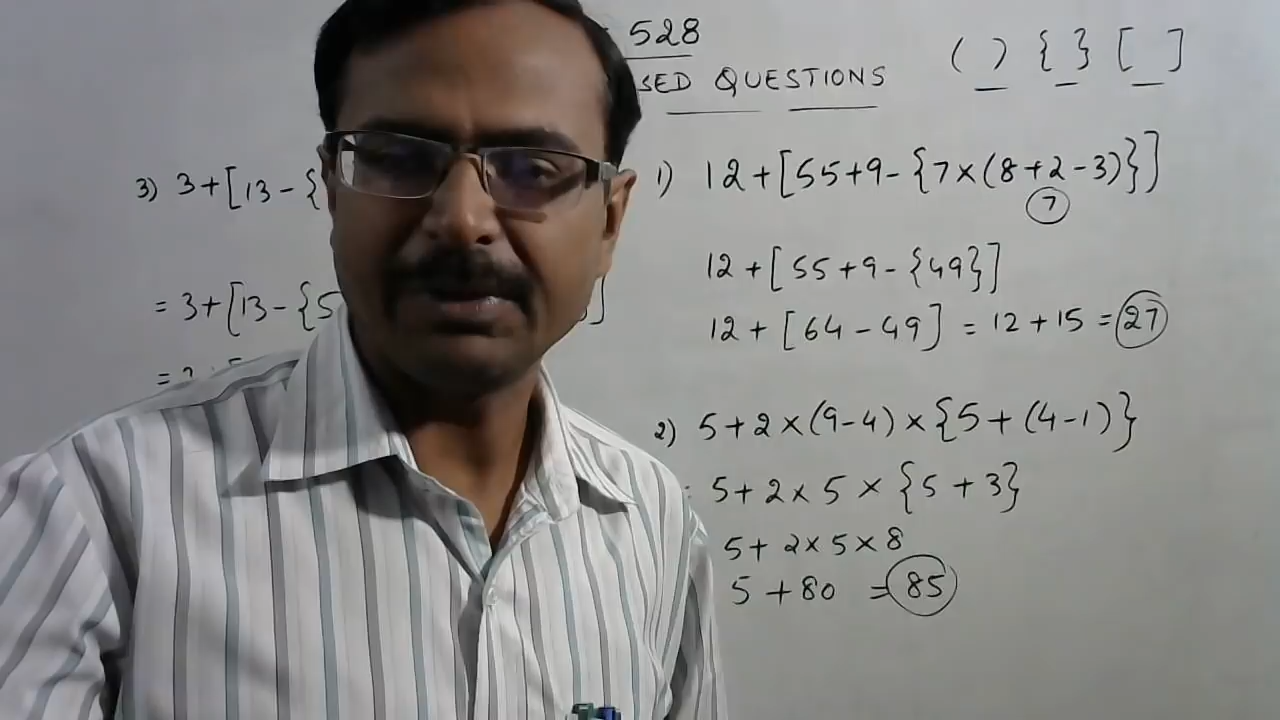 528
SED QUESTIONS
( ) { } [ ]
3) 3+[13-{
= 3+[13-{5
]
=
1) 12+[55+9-{7×(8+2-3)}]
7
12+[55+9-{49}]
12+[64-49] = 12+15 = 27
2) 5+2×(9-4)×{5+(4-1)}
5+2×5×{5+3}
5+2×5×8
5+80 = 85